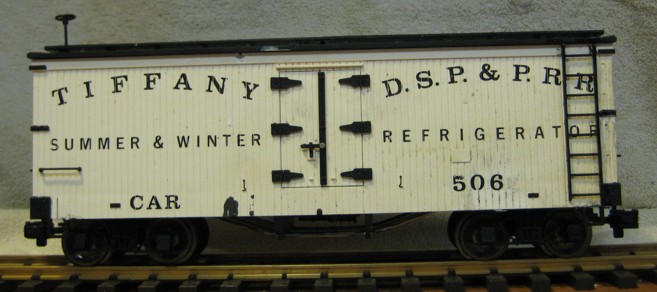 TIFFANY D.S.P. & P.R R
SUMMER & WINTER REFRIGERATOR
CAR 506